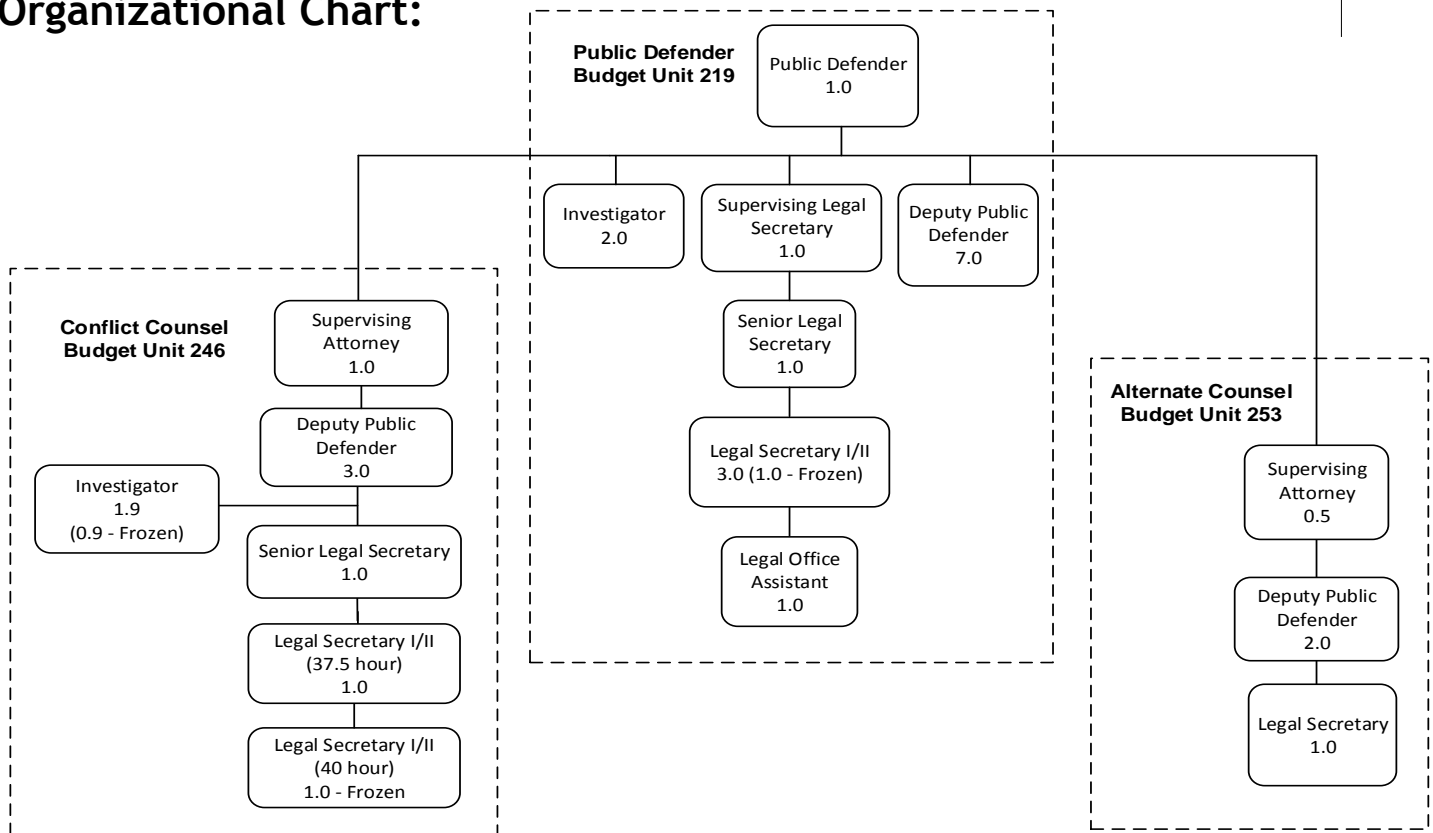 Organizational Chart:
Public Defender
Budget Unit 219
Public Defender
1.0
Investigator
2.0
Supervising Legal
Secretary
1.0
Deputy Public
Defender
7.0
Senior Legal
Secretary
1.0
Legal Secretary I/II
3.0 (1.0 - Frozen)
Legal Office
Assistant
1.0
Conflict Counsel
Budget Unit 246
Supervising
Attorney
1.0
Deputy Public
Defender
3.0
Investigator
1.9
(0.9 - Frozen)
Senior Legal Secretary
1.0
Legal Secretary I/II
(37.5 hour)
1.0
Legal Secretary I/II
(40 hour)
1.0 - Frozen
Alternate Counsel
Budget Unit 253
Supervising
Attorney
0.5
Deputy Public
Defender
2.0
Legal Secretary
1.0